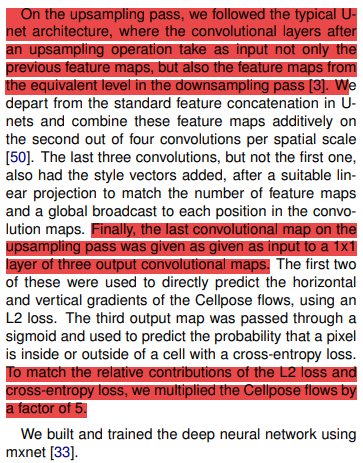 On the upsampling pass, we followed the typical U-
net architecture, where the convolutional layers after
an upsampling operation take as input not only the
previous feature maps, but also the feature maps from
the equivalent level in the downsampling pass [3]. We
depart from the standard feature concatenation in U-
nets and combine these feature maps additively on
the second out of four convolutions per spatial scale
[50]. The last three convolutions, but not the first one,
also had the style vectors added, after a suitable lin-
ear projection to match the number of feature maps
and a global broadcast to each position in the convo-
lution maps. Finally, the last convolutional map on the
upsampling pass was given as given as input to a 1x1
layer of three output convolutional maps. The first two
of these were used to directly predict the horizontal
and vertical gradients of the Cellpose flows, using an
L2 loss. The third output map was passed through a
sigmoid and used to predict the probability that a pixel
is inside or outside of a cell with a cross-entropy loss.
To match the relative contributions of the L2 loss and
cross-entropy loss, we multiplied the Cellpose flows by
a factor of 5.
We built and trained the deep neural network using
mxnet [33].